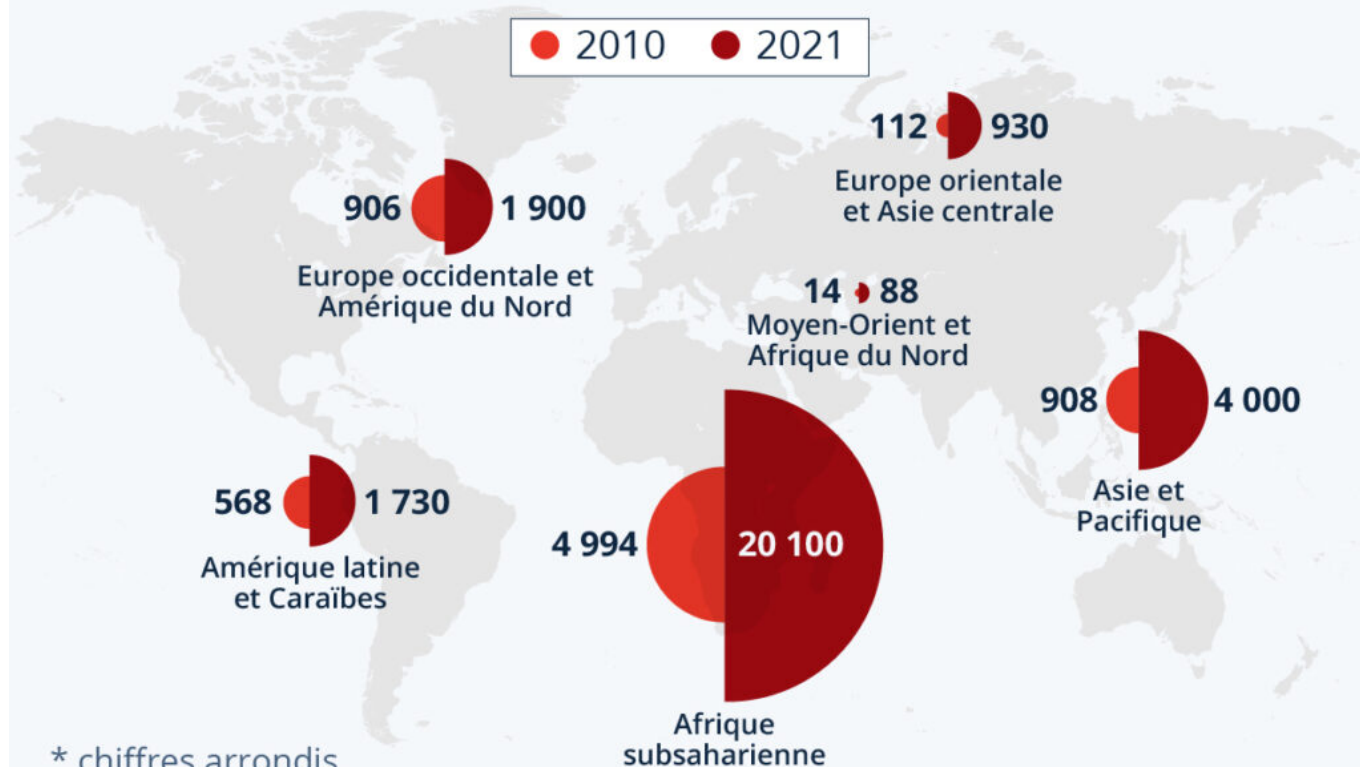 2010 2021
112 930
Europe orientale
et Asie centrale
906 1 900
Europe occidentale et
Amérique du Nord
14 88
Moyen-Orient et
Afrique du Nord
908 4 000
Asie et
Pacifique
568 1 730
Amérique latine
et Caraïbes
4 994 20 100
Afrique
subsaharienne
* chiffres arrondis